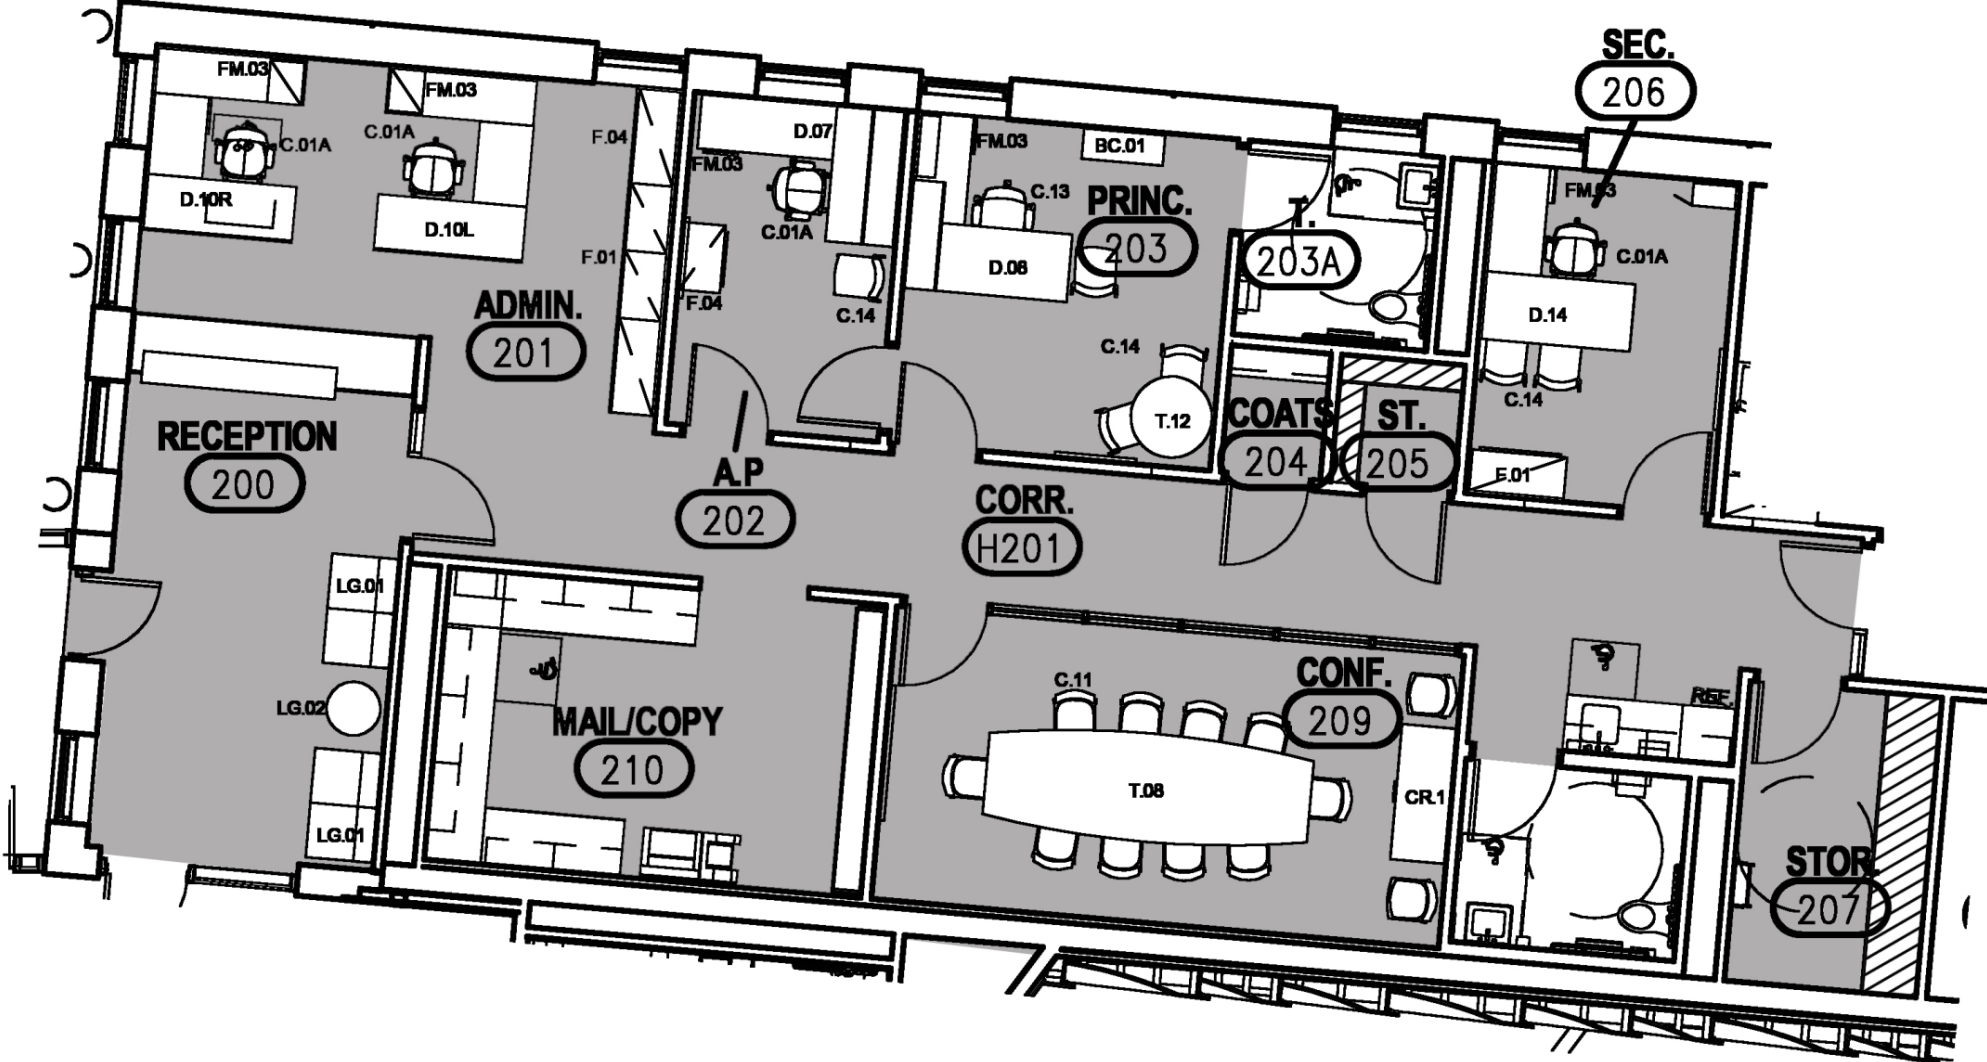 SEC.
206
FM.03
FM.03
C.01A
C.01A
D.10R
D.10L
F.04
F.01
ADMIN.
201
D.07
FM.03
C.01A
F.04
C.14
FM.03
BC.01
C.13
PRINC.
203
D.08
C.14
T.12
T.
203A
FM.03
C.01A
D.14
C.14
F.01
COATS
204
ST.
205
RECEPTION
200
A.P
202
CORR.
H201
LG.01
LG.02
LG.01
MAIL/COPY
210
C.11
CONF.
209
T.08
CR.1
REF.
STOR.
207